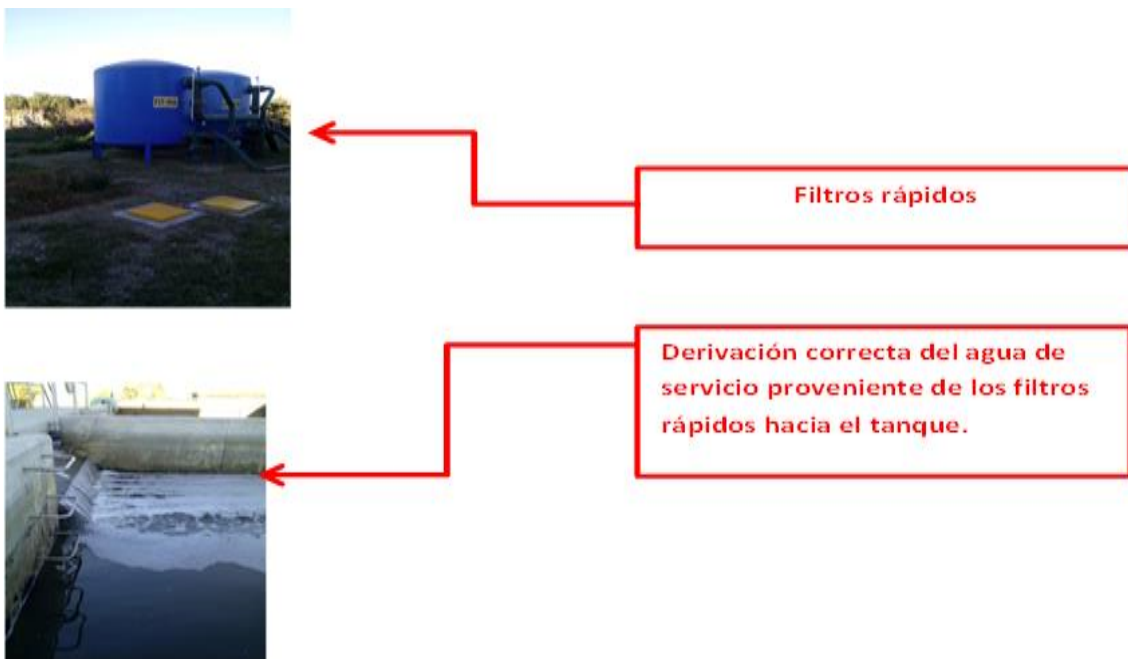 Filtros rápidos
Derivación correcta del agua de
servicio proveniente de los filtros
rápidos hacia el tanque.